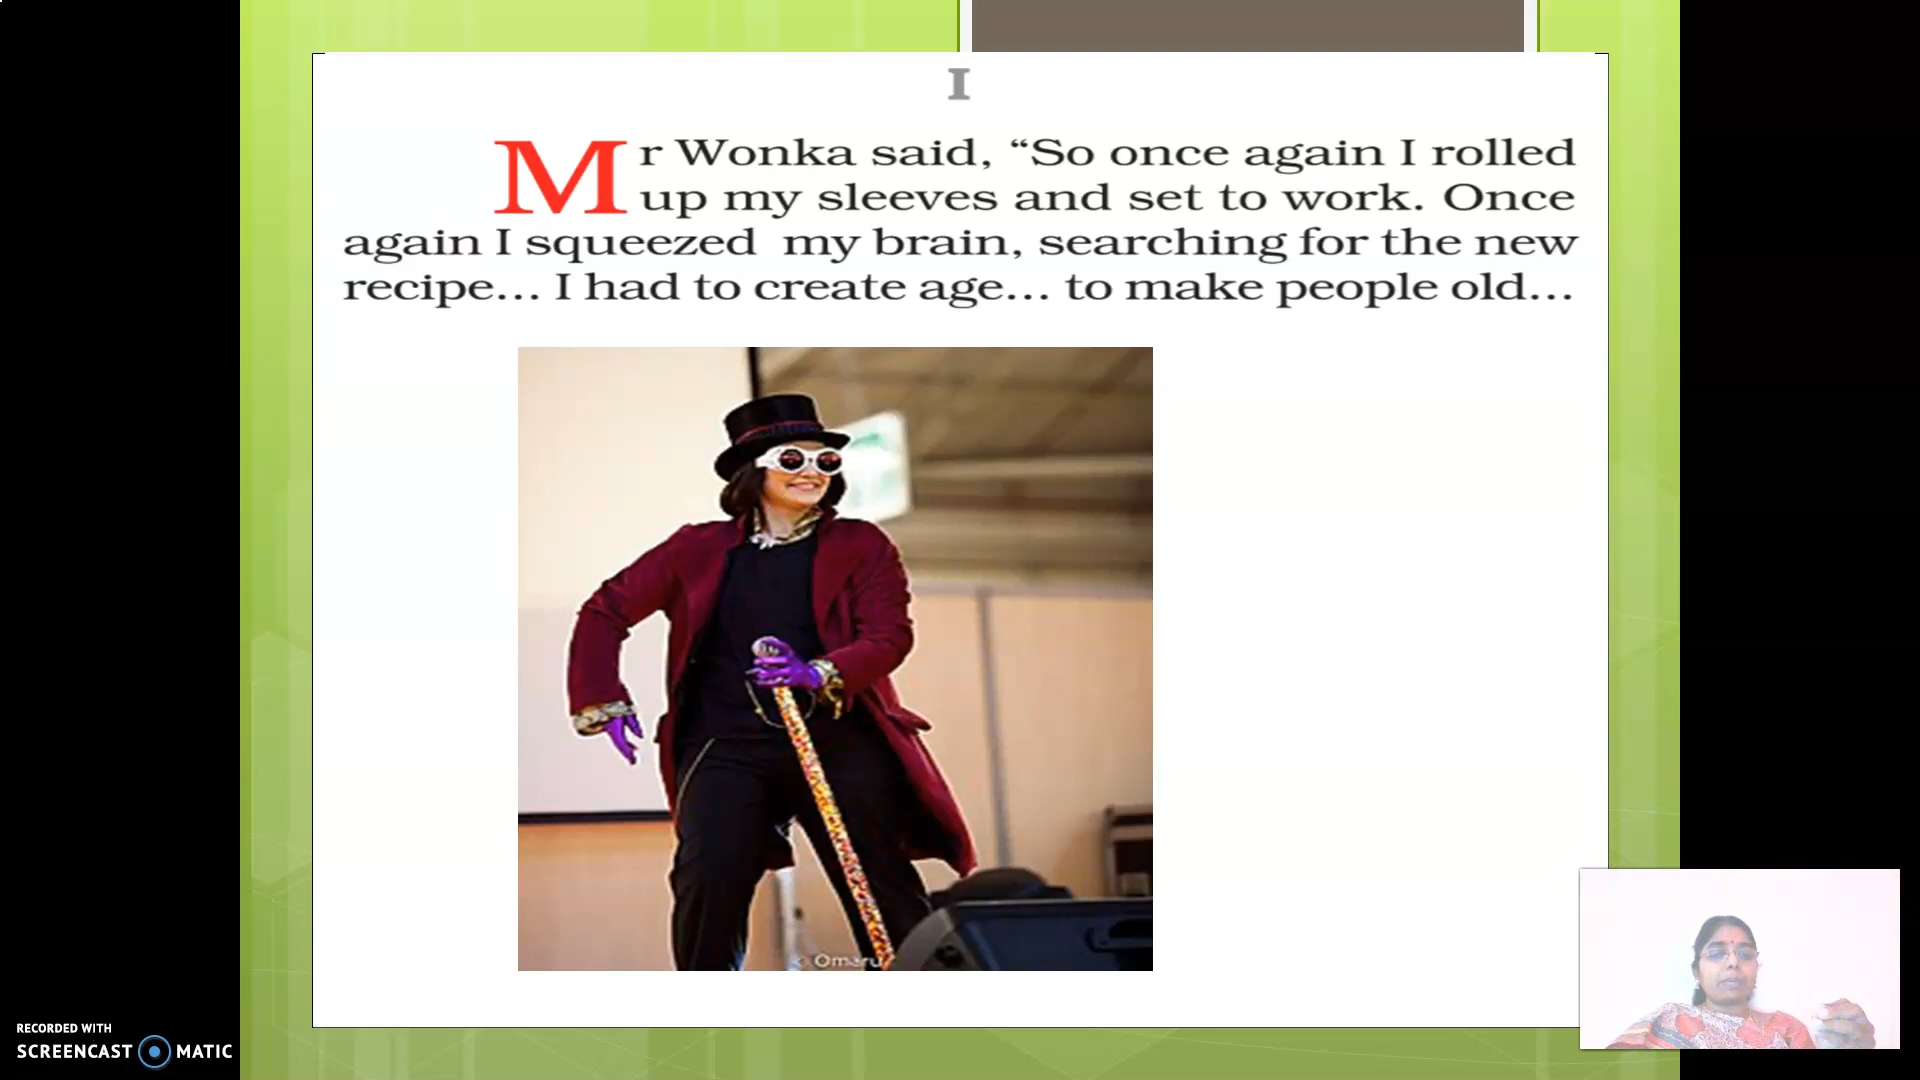 I
Mr Wonka said, “So once again I rolled
up my sleeves and set to work. Once
again I squeezed my brain, searching for the new
recipe... I had to create age... to make people old...
Omaru
RECORDED WITH
SCREENCAST MATIC